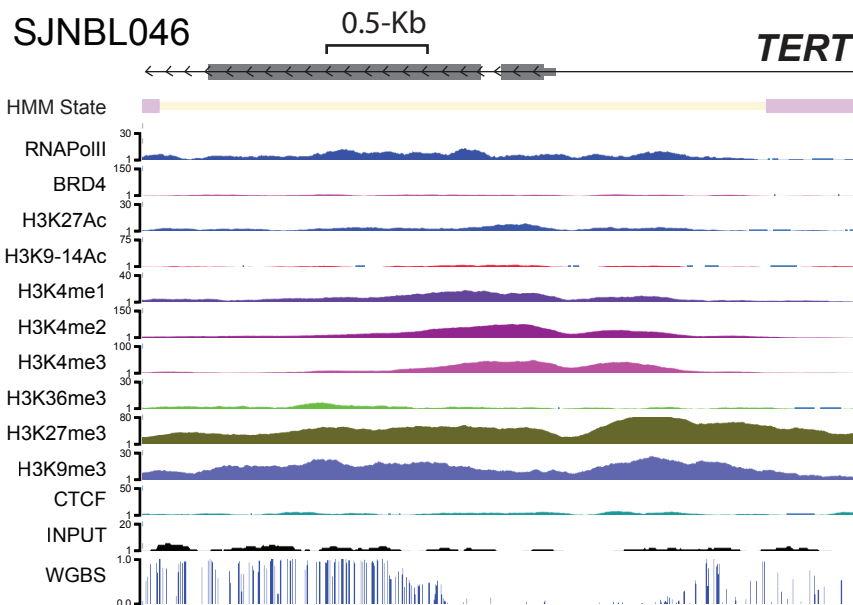 SJNBL046
0.5-Kb
TERT
HMM State
RNAPolII
30
1
BRD4
150
1
H3K27Ac
30
1
H3K9-14Ac
75
1
H3K4me1
40
1
H3K4me2
150
1
H3K4me3
100
1
H3K36me3
30
1
H3K27me3
80
1
H3K9me3
30
1
CTCF
50
1
INPUT
20
1
WGBS
1.0
0.0